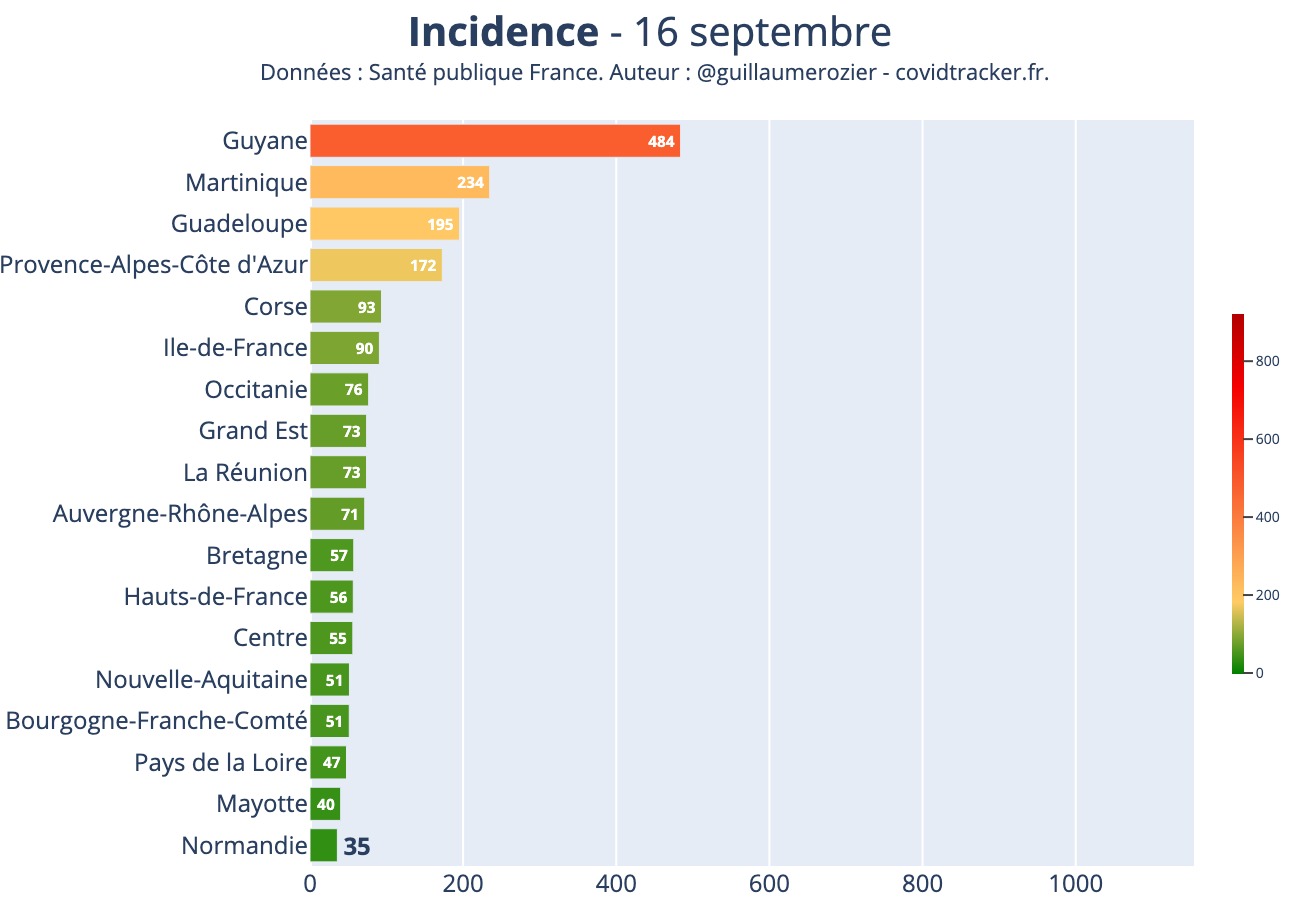 Incidence - 16 septembre
Données : Santé publique France. Auteur : @guillaumerozier - covidtracker.fr.
Guyane 484
Martinique 234
Guadeloupe 195
Provence-Alpes-Côte d'Azur 172
Corse 93
Ile-de-France 90
Occitanie 76
Grand Est 73
La Réunion 73
Auvergne-Rhône-Alpes 71
Bretagne 57
Hauts-de-France 56
Centre 55
Nouvelle-Aquitaine 51
Bourgogne-Franche-Comté 51
Pays de la Loire 47
Mayotte 40
Normandie 35
0 200 400 600 800 1000
800
600
400
200
0